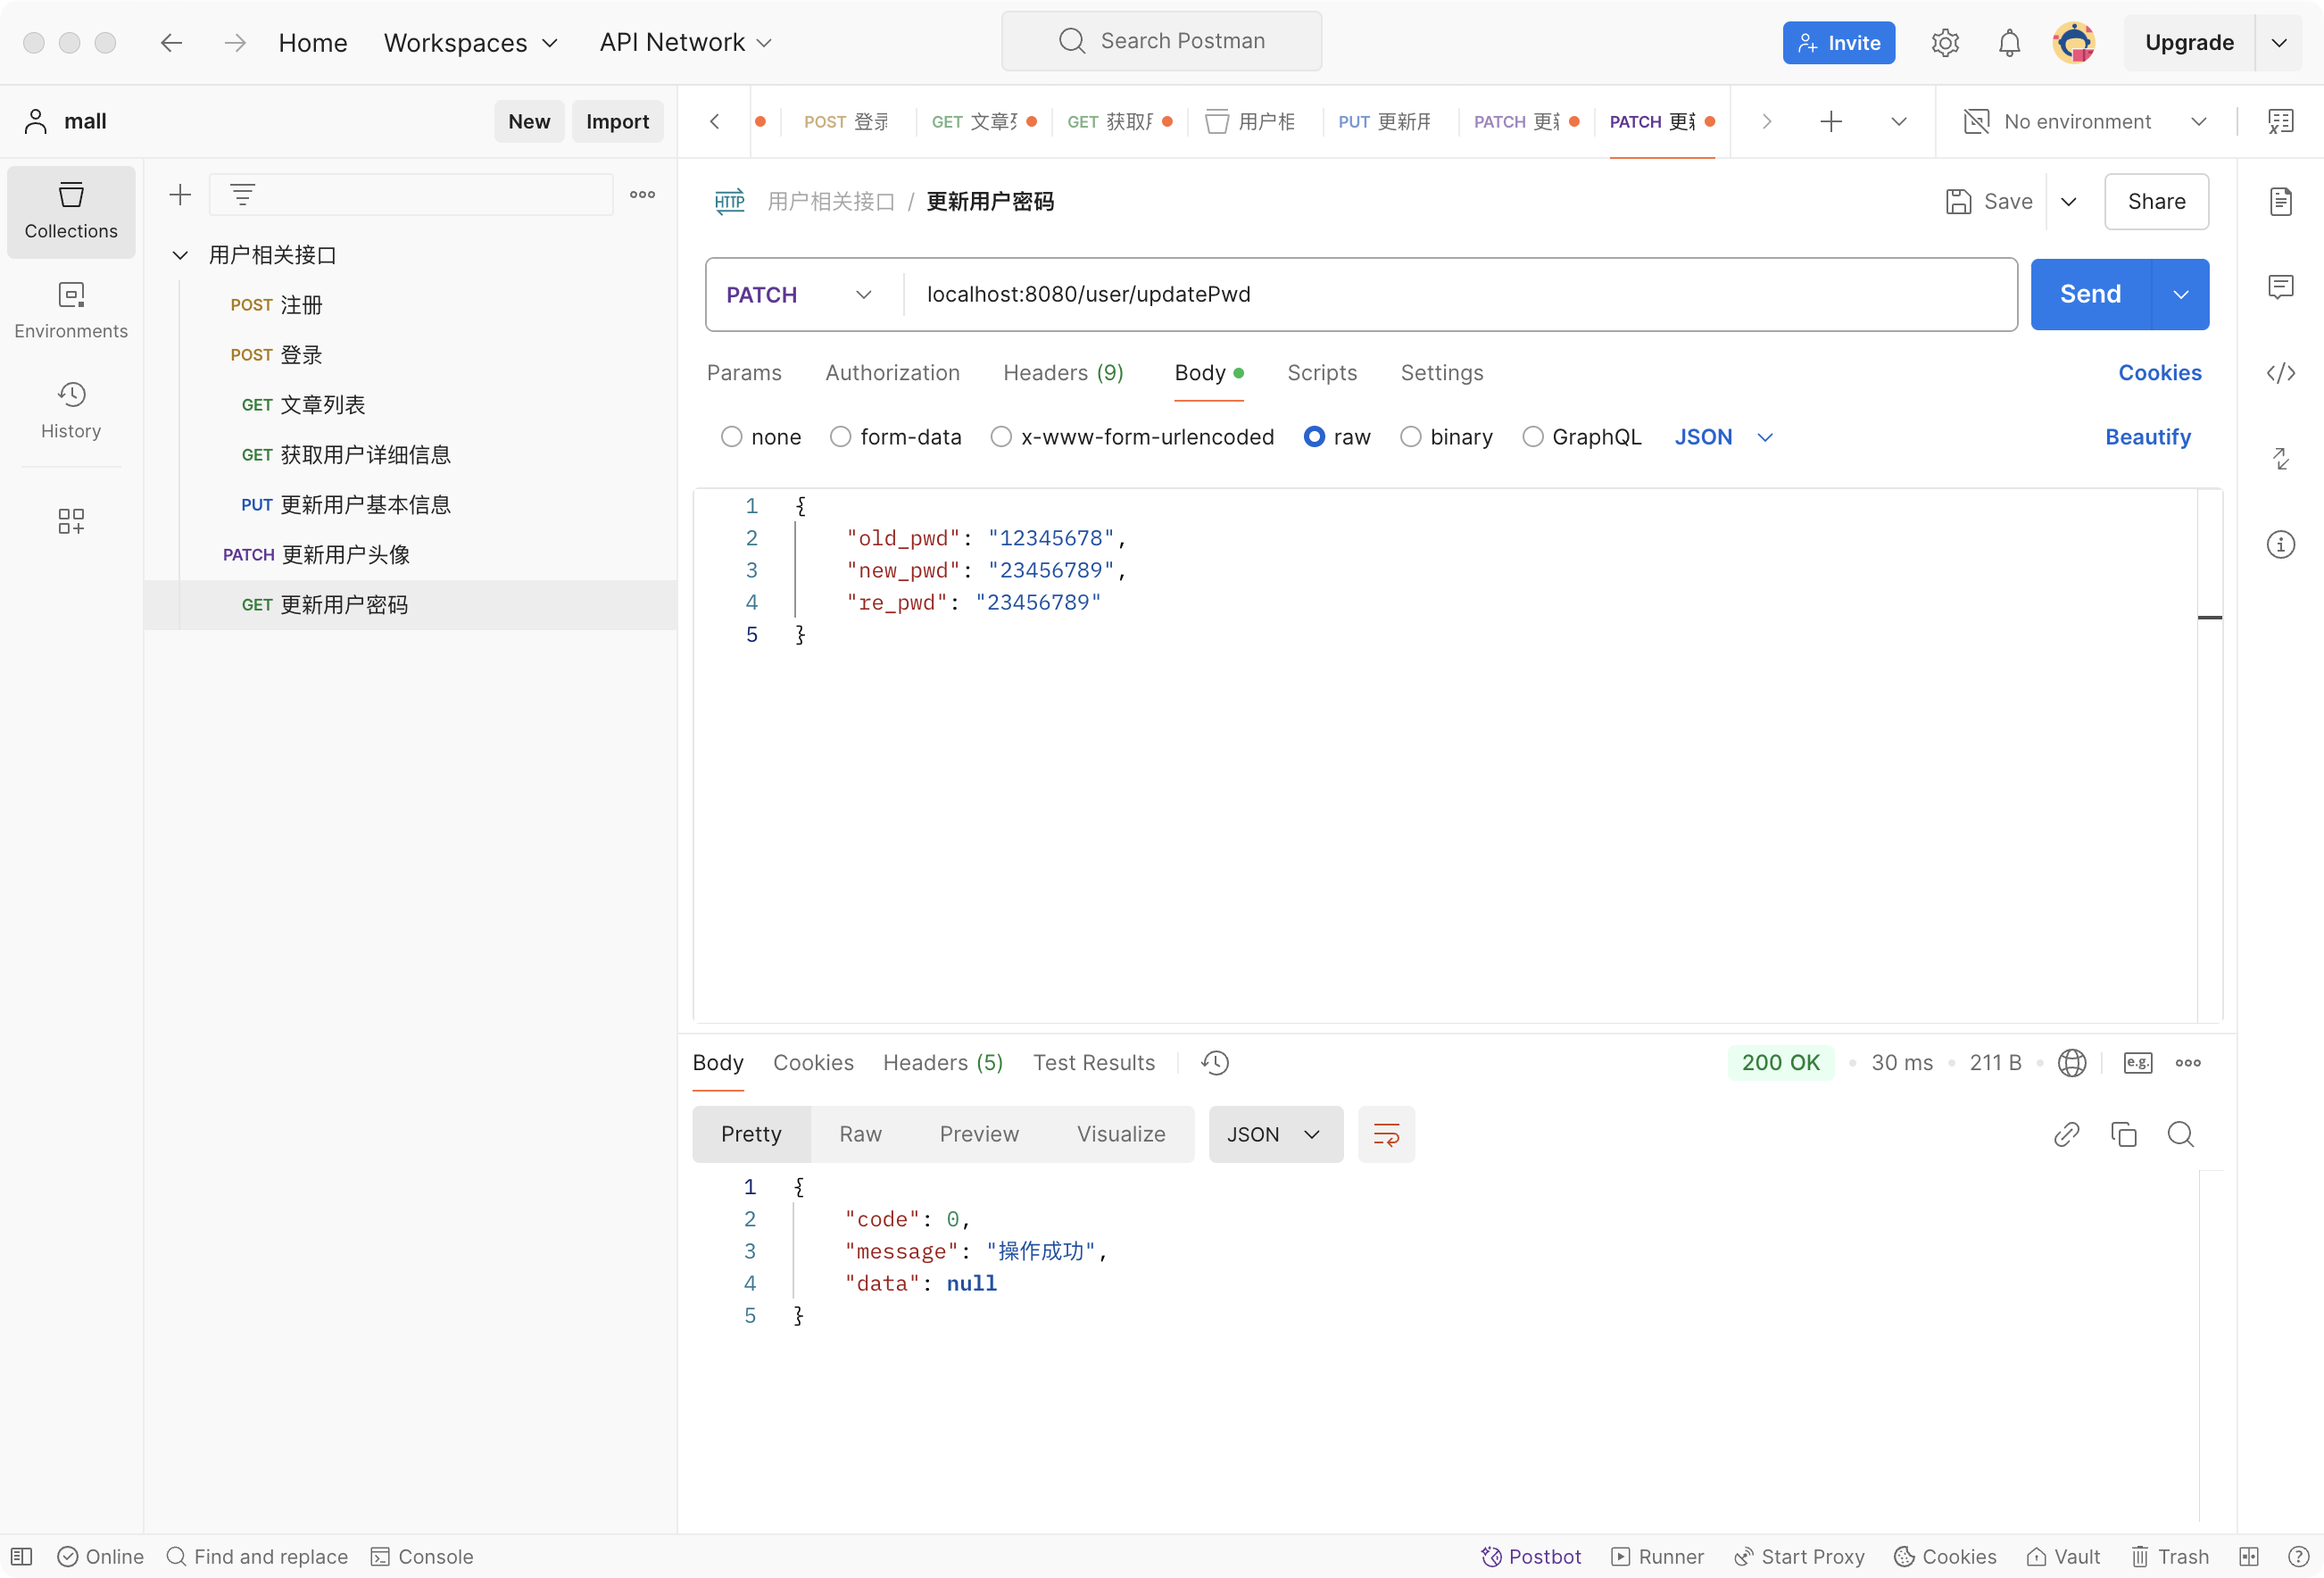 Home Workspaces API Network Search Postman Invite Upgrade
mall New Import POST 登录 GET 文章 GET 获取 用户相 PUT 更新用 PATCH 更 PATCH 更 No environment
Collections
Environments
History
用户相关接口
POST 注册
POST 登录
GET 文章列表
GET 获取用户详细信息
PUT 更新用户基本信息
PATCH 更新用户头像
GET 更新用户密码
HTTP 用户相关接口 / 更新用户密码 Save Share
PATCH localhost:8080/user/updatePwd Send
Params Authorization Headers (9) Body Scripts Settings Cookies
none form-data x-www-form-urlencoded raw binary GraphQL JSON Beautify
1 {
2 "old_pwd": "12345678",
3 "new_pwd": "23456789",
4 "re_pwd": "23456789"
5 }
Body Cookies Headers (5) Test Results 200 OK 30 ms 211 B e.g.
Pretty Raw Preview Visualize JSON
1 {
2 "code": 0,
3 "message": "操作成功",
4 "data": null
5 }
Online Find and replace Console Postbot Runner Start Proxy Cookies Vault Trash